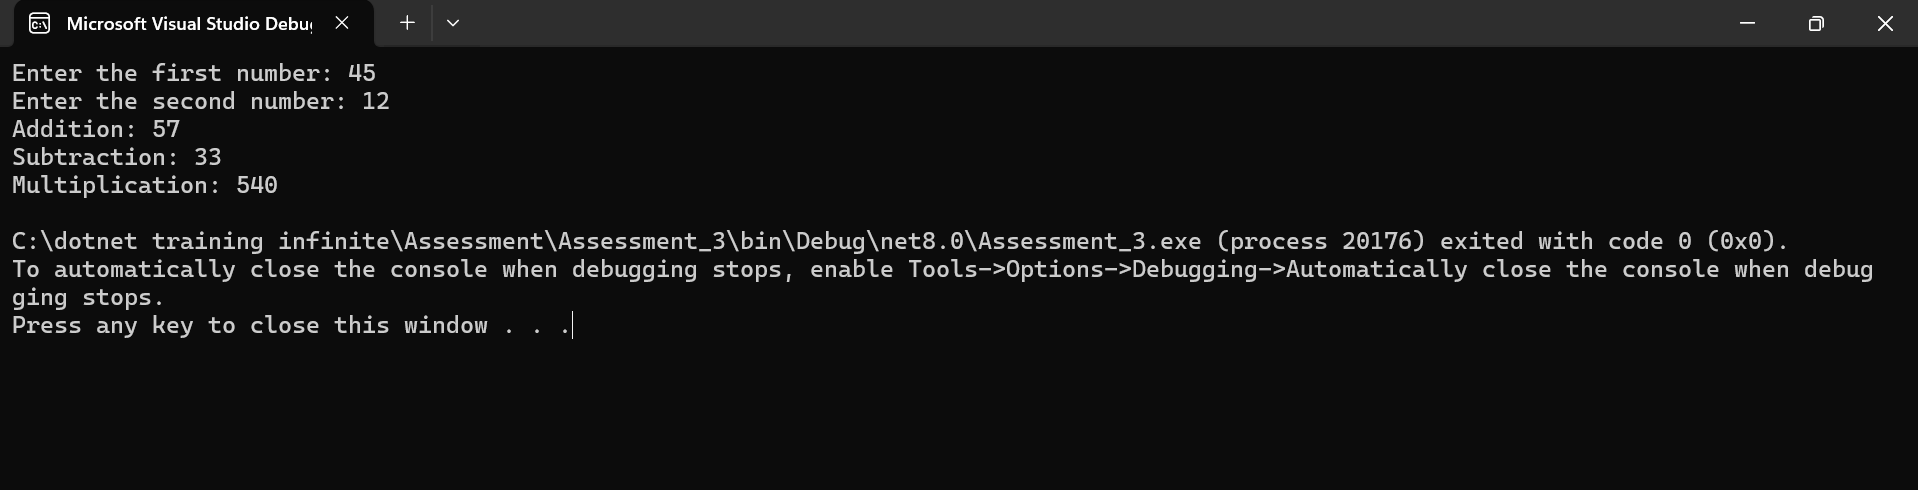 Microsoft Visual Studio Debu
Enter the first number: 45
Enter the second number: 12
Addition: 57
Subtraction: 33
Multiplication: 540
C:\dotnet training infinite\Assessment\Assessment_3\bin\Debug\net8.0\Assessment_3.exe (process 20176) exited with code 0 (0x0).
To automatically close the console when debugging stops, enable Tools->Options->Debugging->Automatically close the console when debug
ging stops.
Press any key to close this window . . .